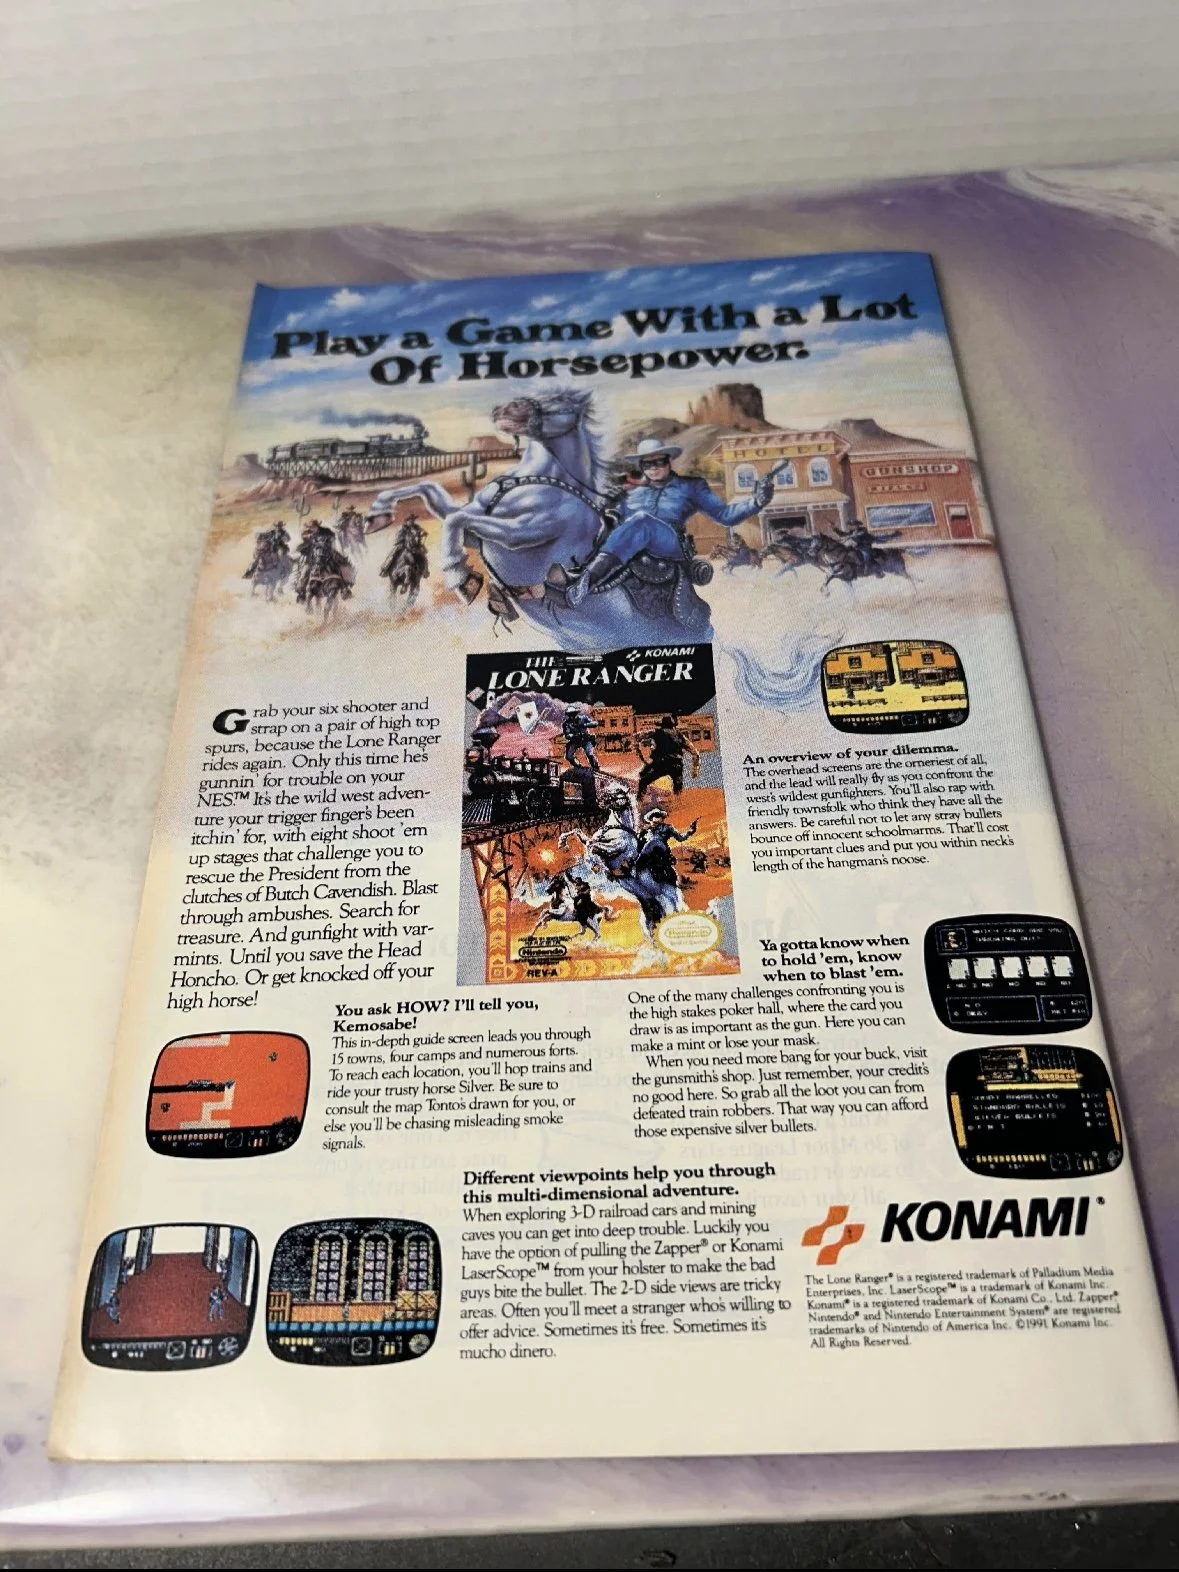 Play a Game With a Lot
Of Horsepower.
HOTEL
GUNSHOP
THE
KONAMI
LONE RANGER
Nintendo
REV-A
Grab your six shooter and
strap on a pair of high top
spurs, because the Lone Ranger
rides again. Only this time he's
gunnin' for trouble on your
NES.™ It's the wild west adven-
ture your trigger finger's been
itchin' for, with eight shoot 'em
up stages that challenge you to
rescue the President from the
clutches of Butch Cavendish. Blast
through ambushes. Search for
treasure. And gunfight with var-
mints. Until you save the Head
Honcho. Or get knocked off your
high horse!
An overview of your dilemma.
The overhead screens are the orneriest of all,
and the lead will really fly as you confront the
west's wildest gunfighters. You'll also rap with
friendly townsfolk who think they have all the
answers. Be careful not to let any stray bullets
bounce off innocent schoolmarms. That'll cost
you important clues and put you within neck's
length of the hangman's noose.
You ask HOW? I'll tell you,
Kemosabe!
This in-depth guide screen leads you through
15 towns, four camps and numerous forts.
To reach each location, you'll hop trains and
ride your trusty horse Silver. Be sure to
consult the map Tonto's drawn for you, or
else you'll be chasing misleading smoke
signals.
Ya gotta know when
to hold 'em, know
when to blast 'em.
One of the many challenges confronting you is
the high stakes poker hall, where the card you
draw is as important as the gun. Here you can
make a mint or lose your mask.
When you need more bang for your buck, visit
the gunsmith's shop. Just remember, your credit's
no good here. So grab all the loot you can from
defeated train robbers. That way you can afford
those expensive silver bullets.
Different viewpoints help you through
this multi-dimensional adventure.
When exploring 3-D railroad cars and mining
caves you can get into deep trouble. Luckily you
have the option of pulling the Zapper® or Konami
LaserScope™ from your holster to make the bad
guys bite the bullet. The 2-D side views are tricky
areas. Often you'll meet a stranger who's willing to
offer advice. Sometimes it's free. Sometimes it's
mucho dinero.
KONAMI®
The Lone Ranger® is a registered trademark of Palladium Media
Enterprises, Inc. LaserScope™ is a trademark of Konami Inc.
Konami® is a registered trademark of Konami Co., Ltd. Zapper®
Nintendo® and Nintendo Entertainment System® are registered
trademarks of Nintendo of America Inc. ©1991 Konami Inc.
All Rights Reserved.